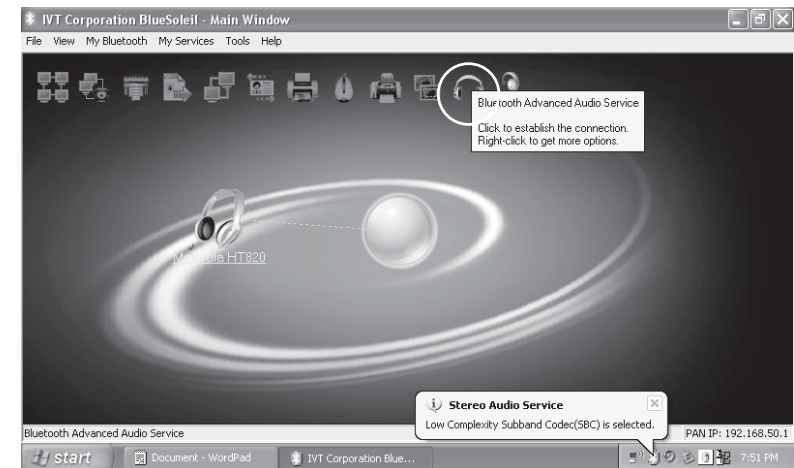 IVT Corporation BlueSoleil - Main Window
File View My Bluetooth My Services Tools Help
Bluetooth Advanced Audio Service
Click to establish the connection.
Right-click to get more options.
Motorola HT820
Stereo Audio Service
Low Complexity Subband Codec(SBC) is selected.
Bluetooth Advanced Audio Service PAN IP: 192.168.50.1
start Document - WordPad IVT Corporation Blue... 7:51 PM